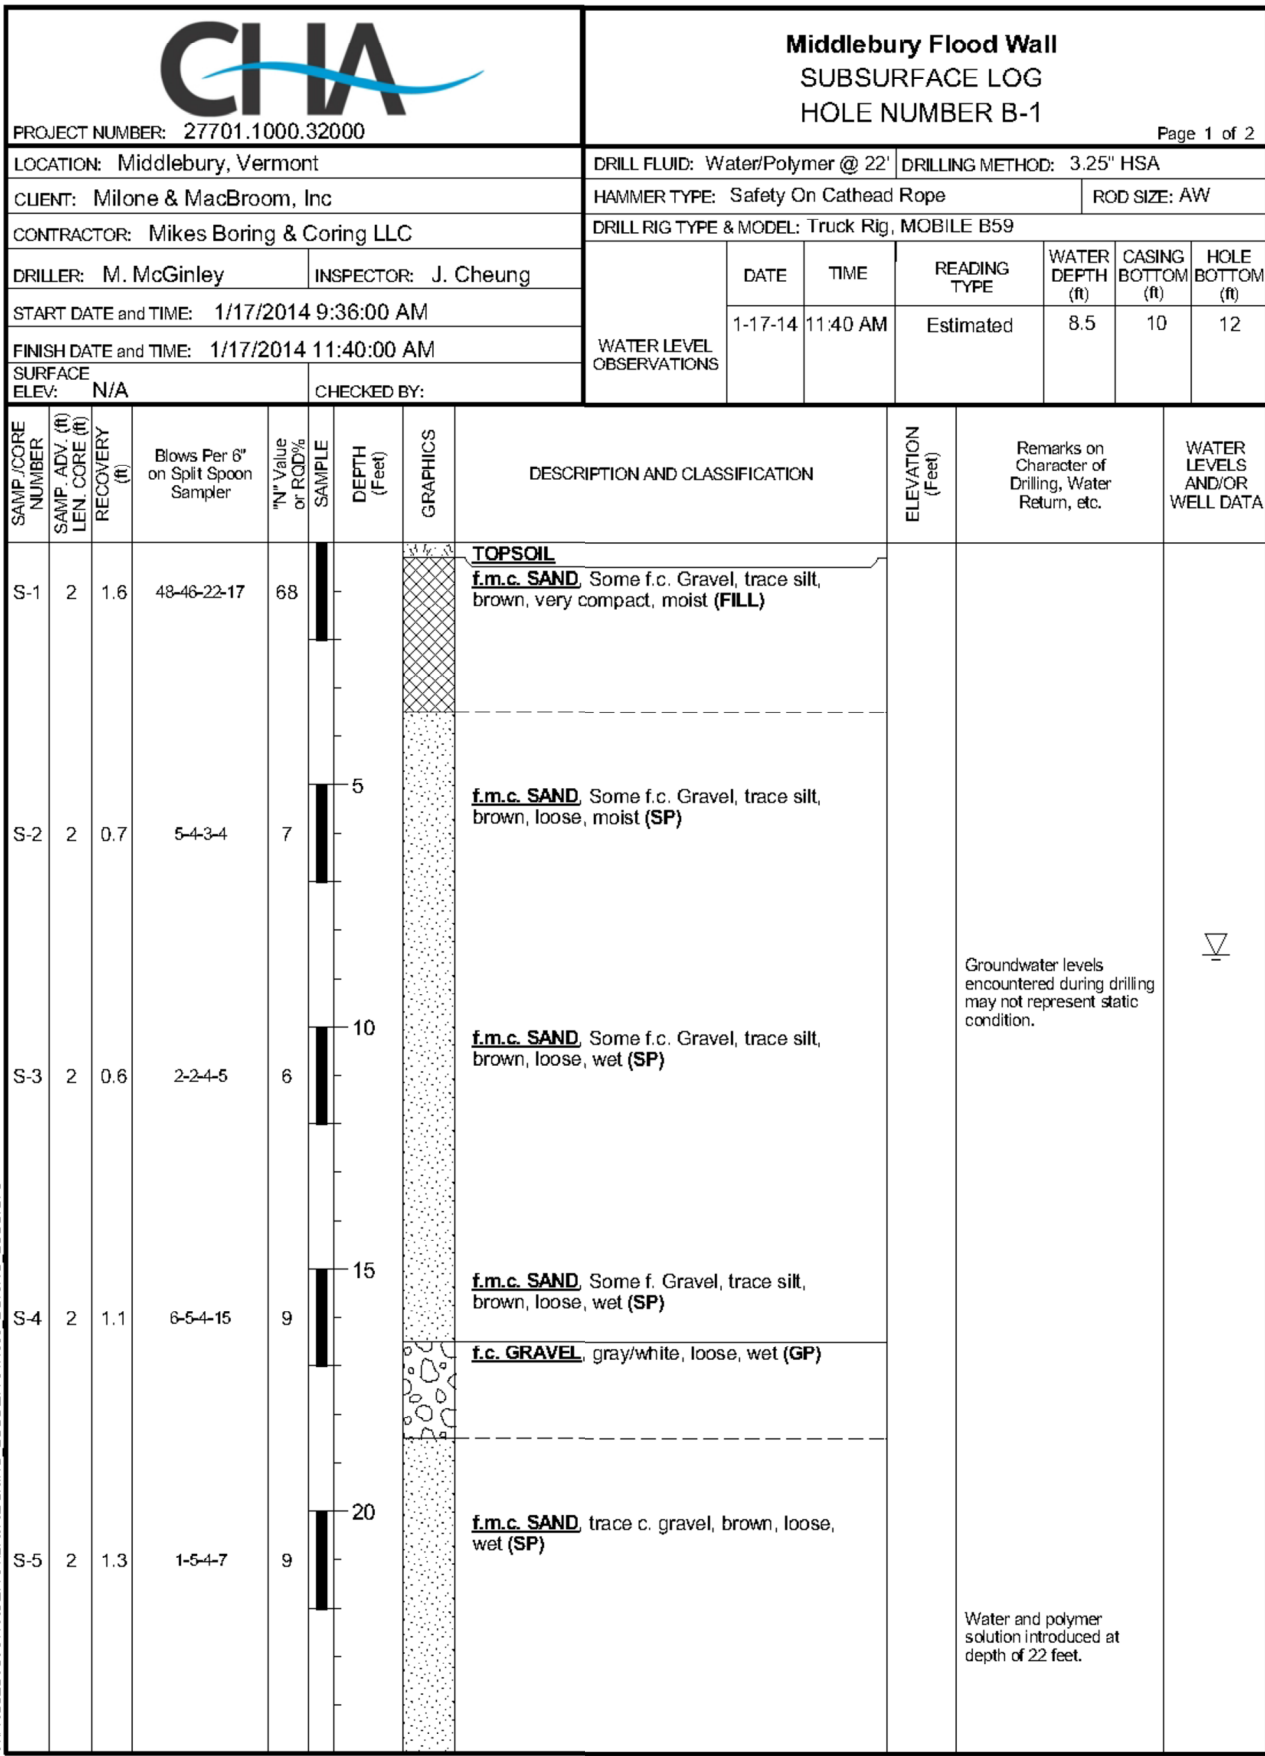 CHA
PROJECT NUMBER: 27701.1000.32000
Middlebury Flood Wall
SUBSURFACE LOG
HOLE NUMBER B-1
Page 1 of 2
LOCATION: Middlebury, Vermont
CLIENT: Milone & MacBroom, Inc
CONTRACTOR: Mikes Boring & Coring LLC
DRILLER: M. McGinley
INSPECTOR: J. Cheung
START DATE and TIME: 1/17/2014 9:36:00 AM
FINISH DATE and TIME: 1/17/2014 11:40:00 AM
SURFACE
ELEV: N/A
CHECKED BY:
DRILL FLUID: Water/Polymer @ 22'
DRILLING METHOD: 3.25" HSA
HAMMER TYPE: Safety On Cathead Rope
ROD SIZE: AW
DRILL RIG TYPE & MODEL: Truck Rig, MOBILE B59
WATER LEVEL
OBSERVATIONS
DATE
TIME
READING
TYPE
WATER
DEPTH
(ft)
CASING
BOTTOM
(ft)
HOLE
BOTTOM
(ft)
1-17-14 11:40 AM Estimated 8.5 10 12
SAMP./CORE
NUMBER
SAMP. ADV. (ft)
LEN. CORE (ft)
RECOVERY
(ft)
Blows Per 6"
on Split Spoon
Sampler
"N" Value
or RQD%
SAMPLE
DEPTH
(Feet)
GRAPHICS
DESCRIPTION AND CLASSIFICATION
ELEVATION
(Feet)
Remarks on
Character of
Drilling, Water
Return, etc.
WATER
LEVELS
AND/OR
WELL DATA
TOPSOIL
S-1 2 1.6 48-46-22-17 68
f.m.c. SAND, Some f.c. Gravel, trace silt,
brown, very compact, moist (FILL)
5
f.m.c. SAND, Some f.c. Gravel, trace silt,
brown, loose, moist (SP)
S-2 2 0.7 5-4-3-4 7
Groundwater levels
encountered during drilling
may not represent static
condition.
10
f.m.c. SAND, Some f.c. Gravel, trace silt,
brown, loose, wet (SP)
S-3 2 0.6 2-2-4-5 6
15
f.m.c. SAND, Some f. Gravel, trace silt,
brown, loose, wet (SP)
S-4 2 1.1 6-5-4-15 9
f.c. GRAVEL, gray/white, loose, wet (GP)
20
f.m.c. SAND, trace c. gravel, brown, loose,
wet (SP)
S-5 2 1.3 1-5-4-7 9
Water and polymer
solution introduced at
depth of 22 feet.